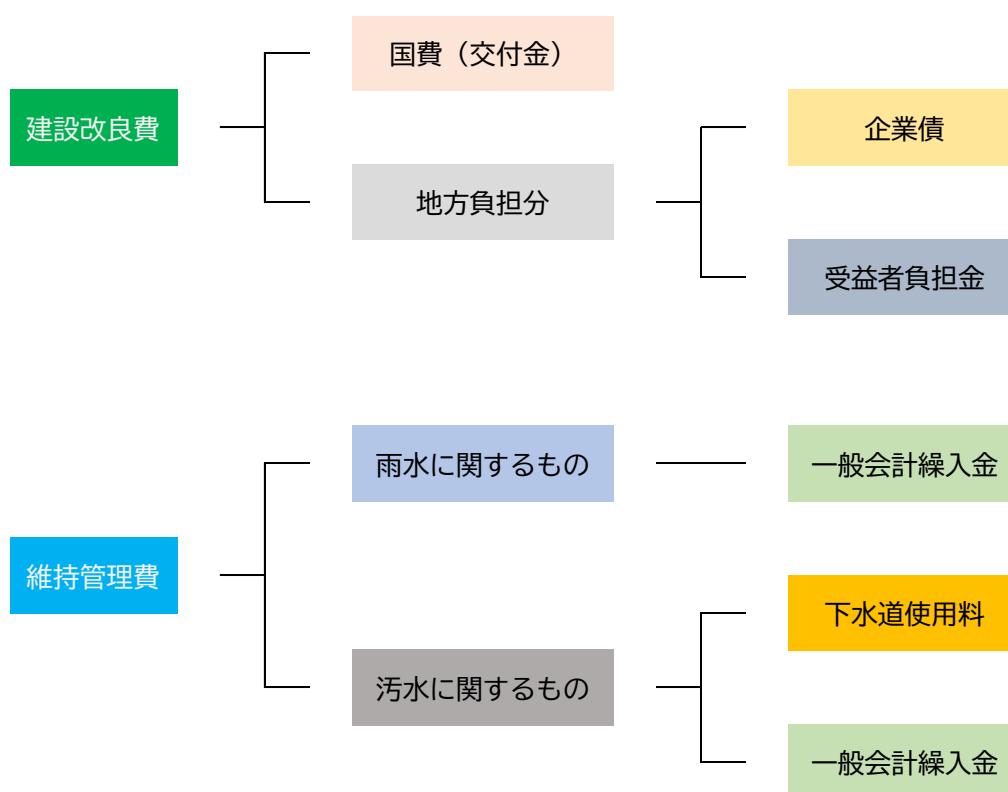 国費（交付金）
建設改良費
企業債
地方負担分
受益者負担金
雨水に関するもの
一般会計繰入金
維持管理費
下水道使用料
汚水に関するもの
一般会計繰入金